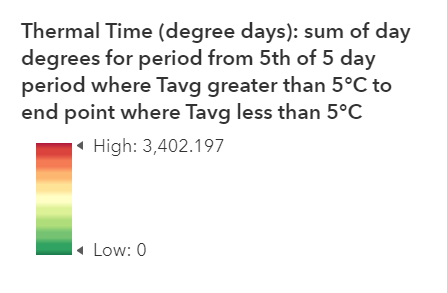 Thermal Time (degree days): sum of day
degrees for period from 5th of 5 day
period where Tavg greater than 5°C to
end point where Tavg less than 5°C
High: 3,402.197
Low: 0